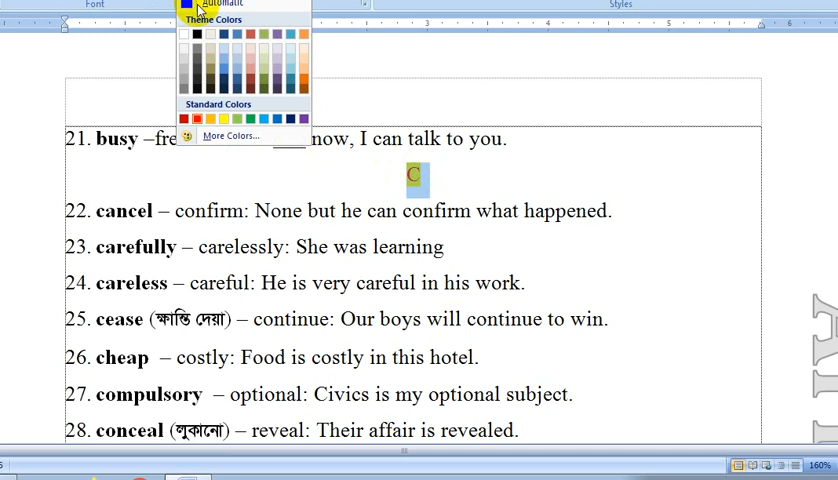 Font Styles
Automatic
Theme Colors
Standard Colors
More Colors...
3 6
21. busy –fre now, I can talk to you.
C
22. cancel – confirm: None but he can confirm what happened.
23. carefully – carelessly: She was learning
24. careless – careful: He is very careful in his work.
25. cease (ক্ষান্তি দেয়া) – continue: Our boys will continue to win.
26. cheap – costly: Food is costly in this hotel.
27. compulsory – optional: Civics is my optional subject.
28. conceal (লুকানো) – reveal: Their affair is revealed.
160%